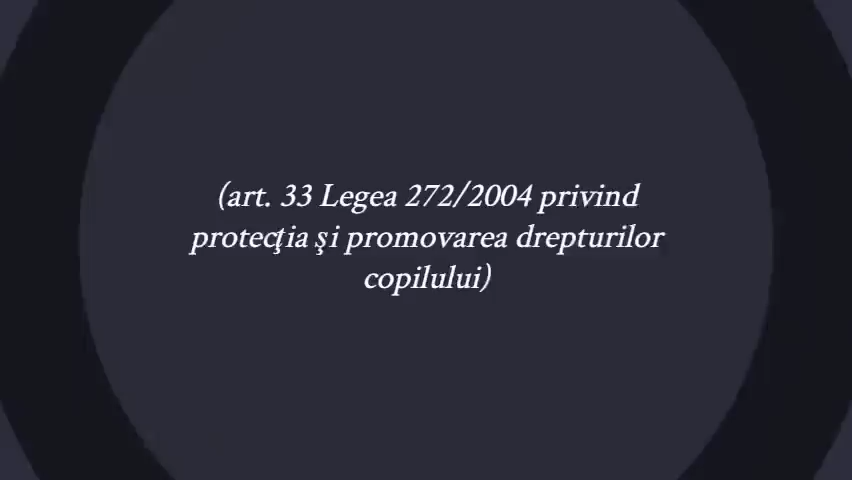 (art. 33 Legea 272/2004 privind
protecţia şi promovarea drepturilor
copilului)